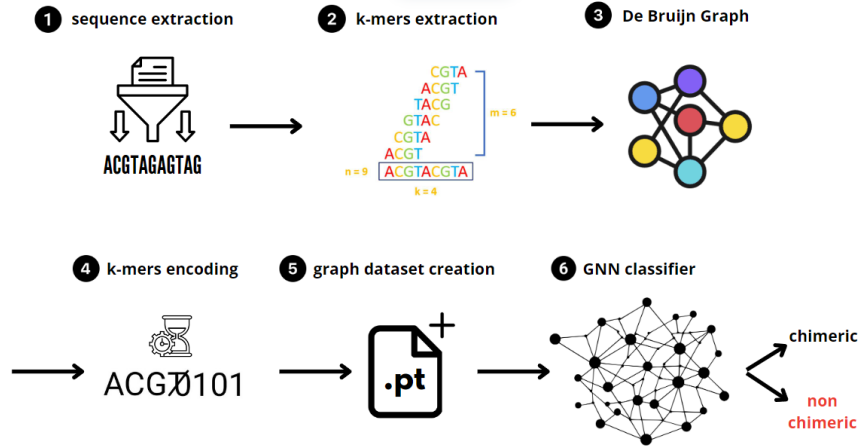 1 sequence extraction
2 k-mers extraction
3 De Bruijn Graph
ACGTAGAGTAG
CGTA
ACGT
TACG
GTAC
CGTA
ACGT
m = 6
n = 9
ACGTACGTA
k = 4
4 k-mers encoding
5 graph dataset creation
6 GNN classifier
ACGT0101
.pt
chimeric
non
chimeric